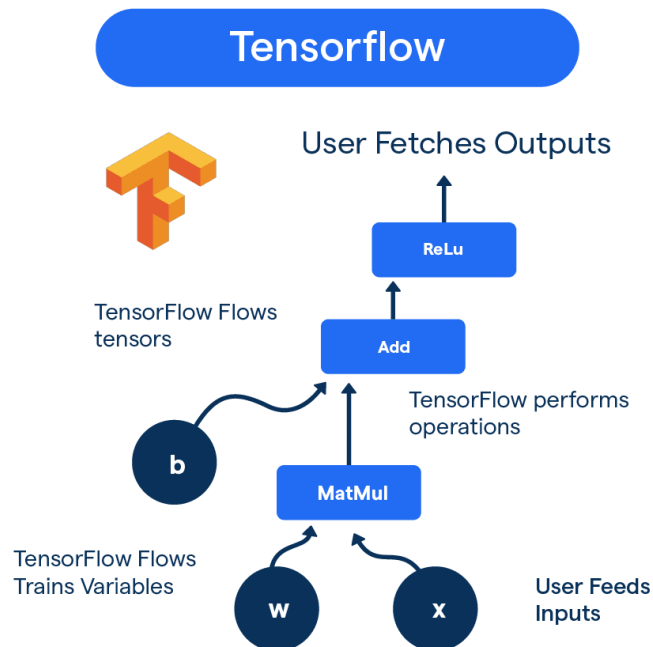 Tensorflow
User Fetches Outputs
ReLu
TensorFlow Flows
tensors
Add
TensorFlow performs
operations
b
MatMul
TensorFlow Flows
Trains Variables
w
x
User Feeds
Inputs